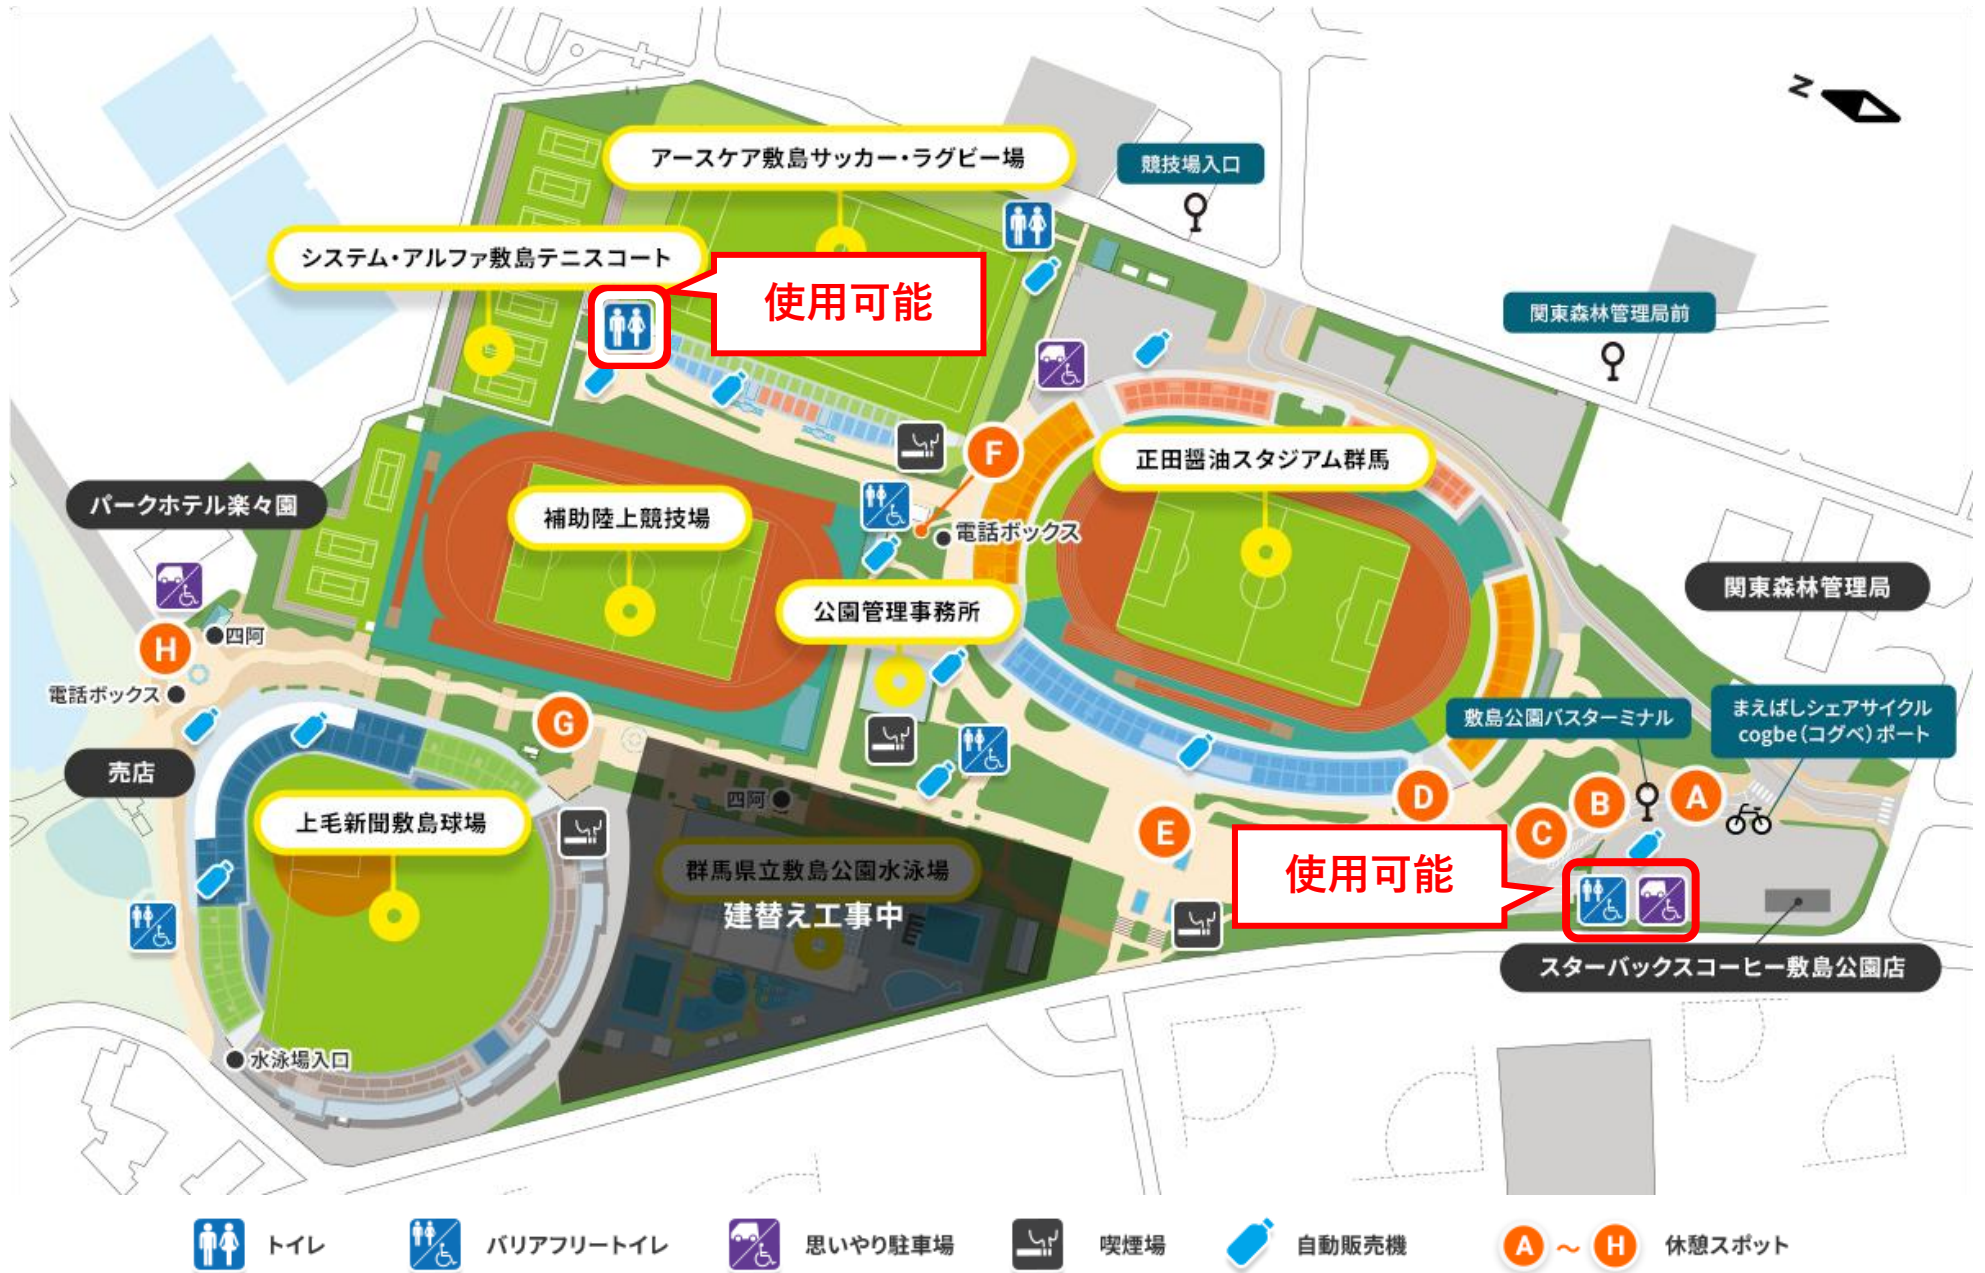 N
アースケア敷島サッカー・ラグビー場
競技場入口
システム・アルファ敷島テニスコート
使用可能
関東森林管理局前
F
正田醤油スタジアム群馬
パークホテル楽々園
補助陸上競技場
電話ボックス
関東森林管理局
公園管理事務所
四阿
H
電話ボックス
G
敷島公園バスターミナル
まえばしシェアサイクル
cogbe（コグベ）ポート
売店
四阿
D
B
A
上毛新聞敷島球場
E
C
群馬県立敷島公園水泳場
建替え工事中
使用可能
スターバックスコーヒー敷島公園店
水泳場入口
トイレ
バリアフリートイレ
思いやり駐車場
喫煙場
自動販売機
A ～ H 休憩スポット